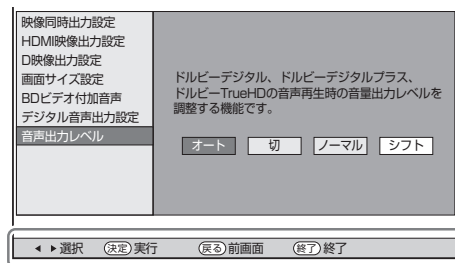 映像同時出力設定
HDMI映像出力設定
D映像出力設定
画面サイズ設定
BDビデオ付加音声
デジタル音声出力設定
音声出力レベル
ドルビーデジタル、ドルビーデジタルプラス、
ドルビーTrueHDの音声再生時の音量出力レベルを
調整する機能です。
オート 切 ノーマル シフト
選択 決定 実行 戻る 前画面 終了 終了